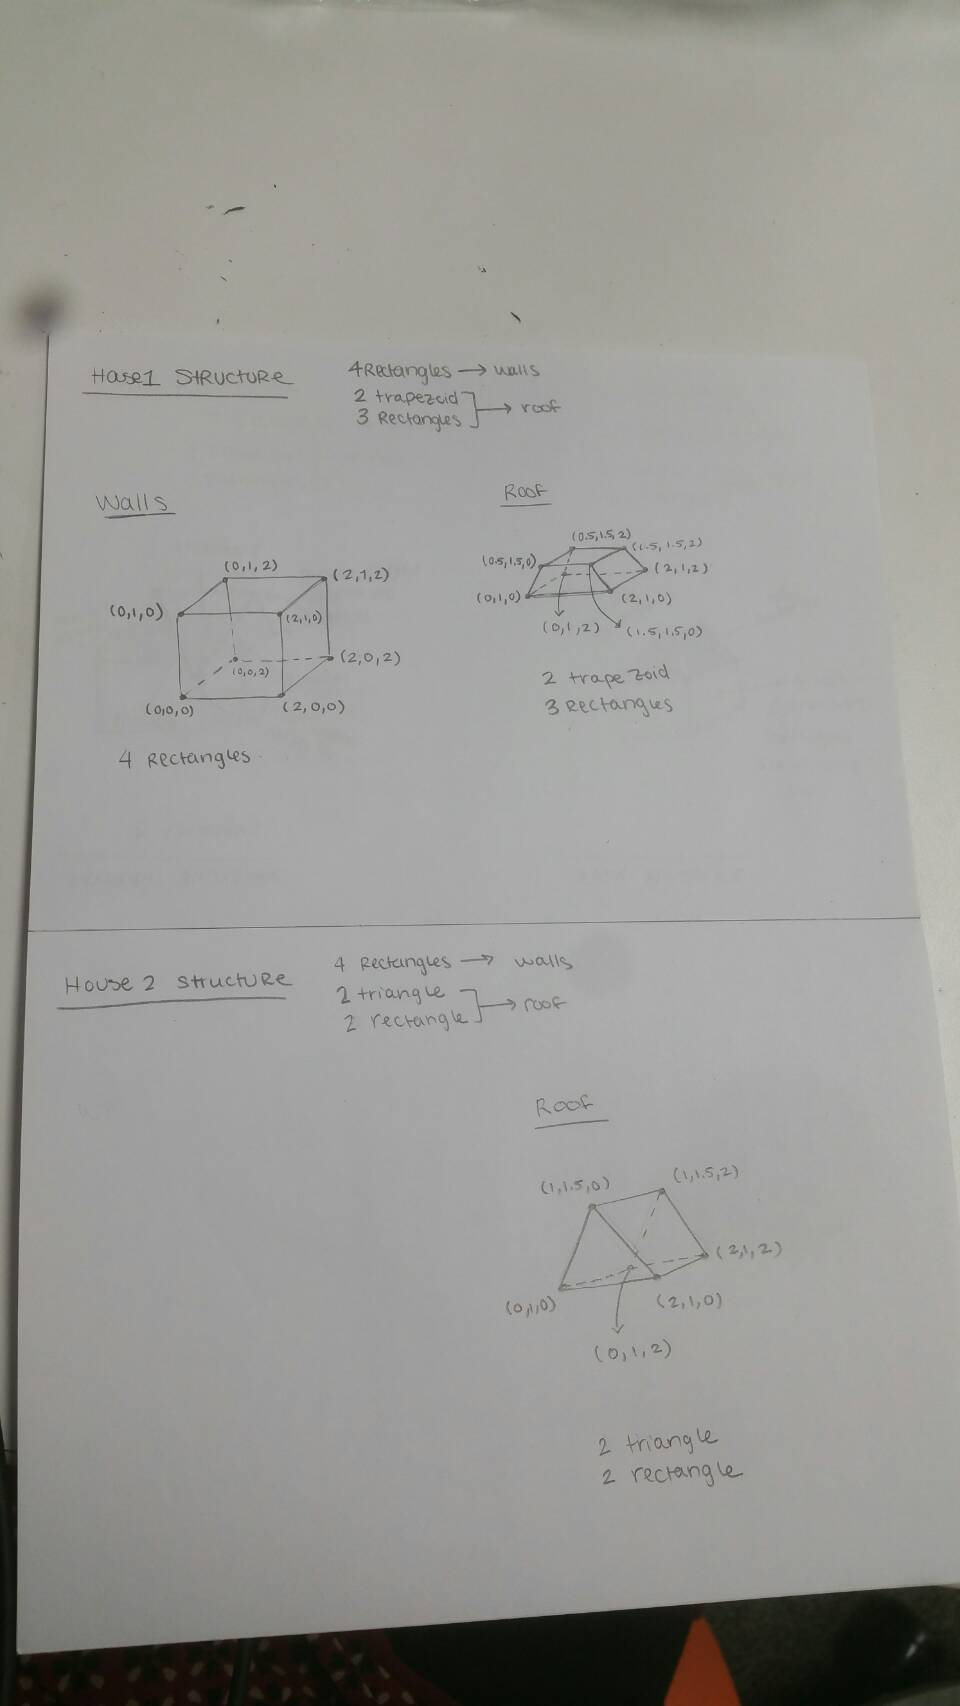 House1 STRUCTURE
4 Rectangles → walls
2 trapezoid
3 Rectangles
→ roof
Walls
(0,1,2)
(2,1,2)
(0,1,0)
(2,1,0)
(2,0,2)
(0,0,2)
(0,0,0)
(2,0,0)
4 Rectangles
Roof
(0.5,1.5,2)
(1.5,1.5,2)
(0.5,1.5,0)
(2,1,2)
(0,1,0)
(2,1,0)
(0,1,2)
(1.5,1.5,0)
2 trapezoid
3 Rectangles
House 2 structure
4 Rectangles → walls
2 triangle
2 rectangle
→ roof
Roof
(1,1.5,0)
(1,1.5,2)
(2,1,2)
(0,1,0)
(2,1,0)
(0,1,2)
2 triangle
2 rectangle